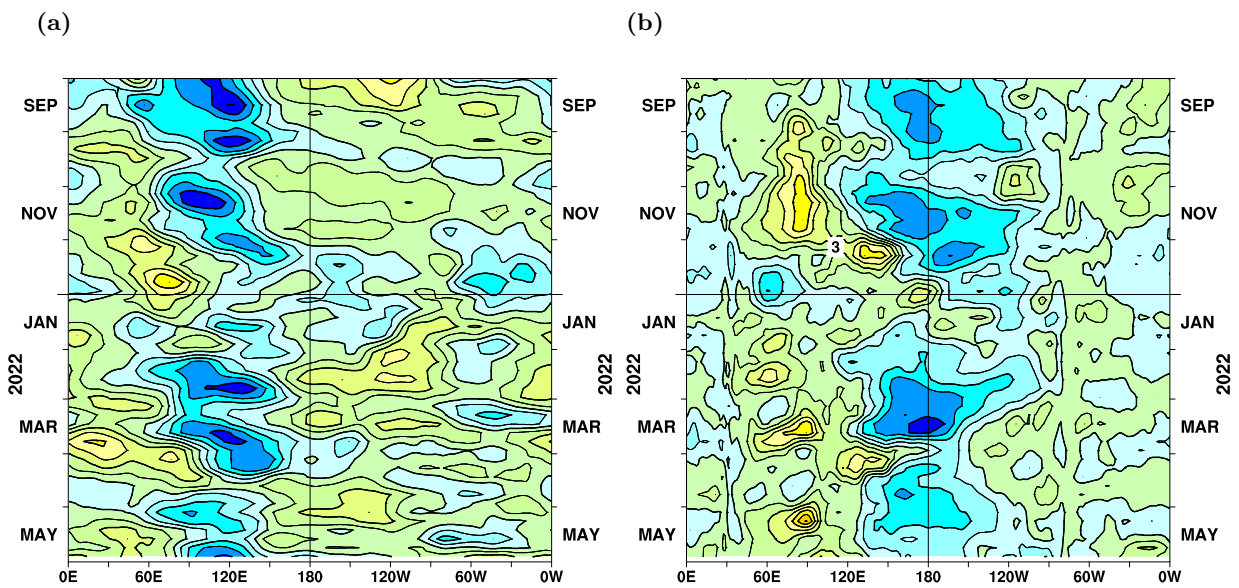 (a) (b)
SEP SEP SEP SEP
NOV NOV NOV NOV
3
JAN JAN JAN JAN
2022 2022 2022 2022
MAR MAR MAR MAR
MAY MAY MAY MAY
0E 60E 120E 180 120W 60W 0W 0E 60E 120E 180 120W 60W 0W